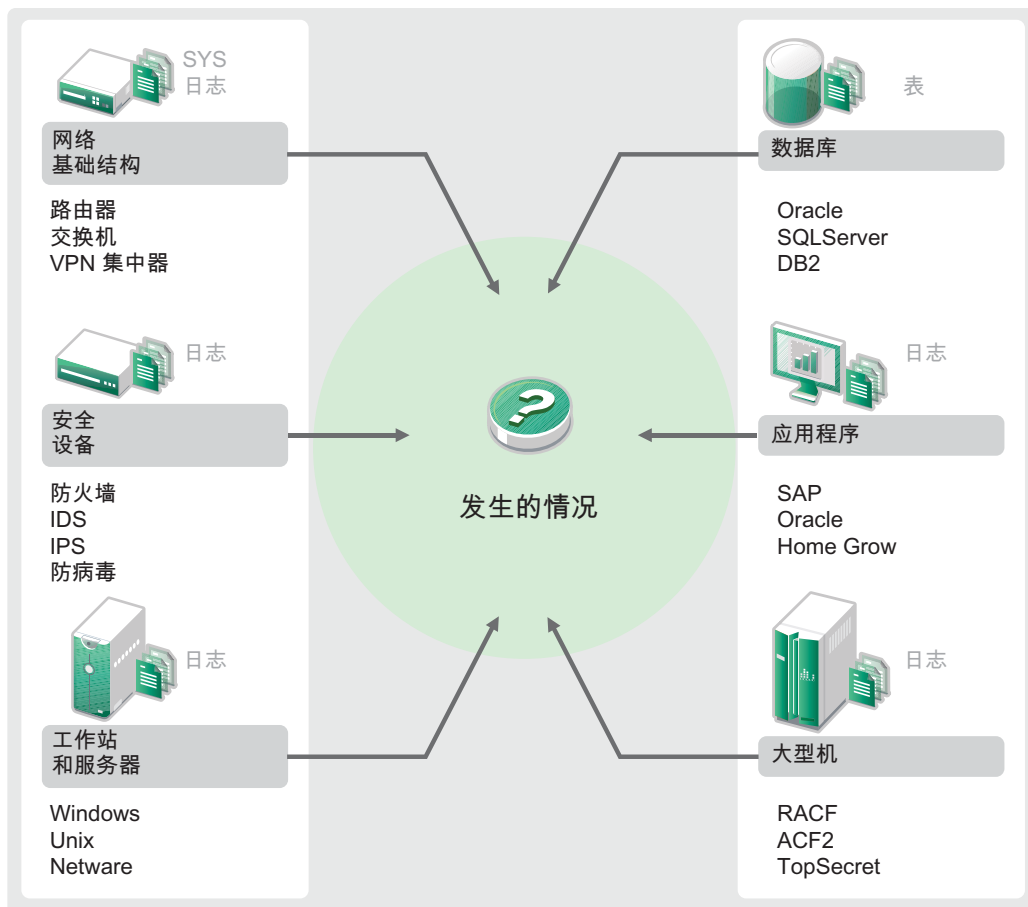 SYS
日志
网络
基础结构
路由器
交换机
VPN 集中器
日志
安全
设备
防火墙
IDS
IPS
防病毒
日志
工作站
和服务器
Windows
Unix
Netware
?
发生的情况
表
数据库
Oracle
SQLServer
DB2
日志
应用程序
SAP
Oracle
Home Grow
日志
大型机
RACF
ACF2
TopSecret